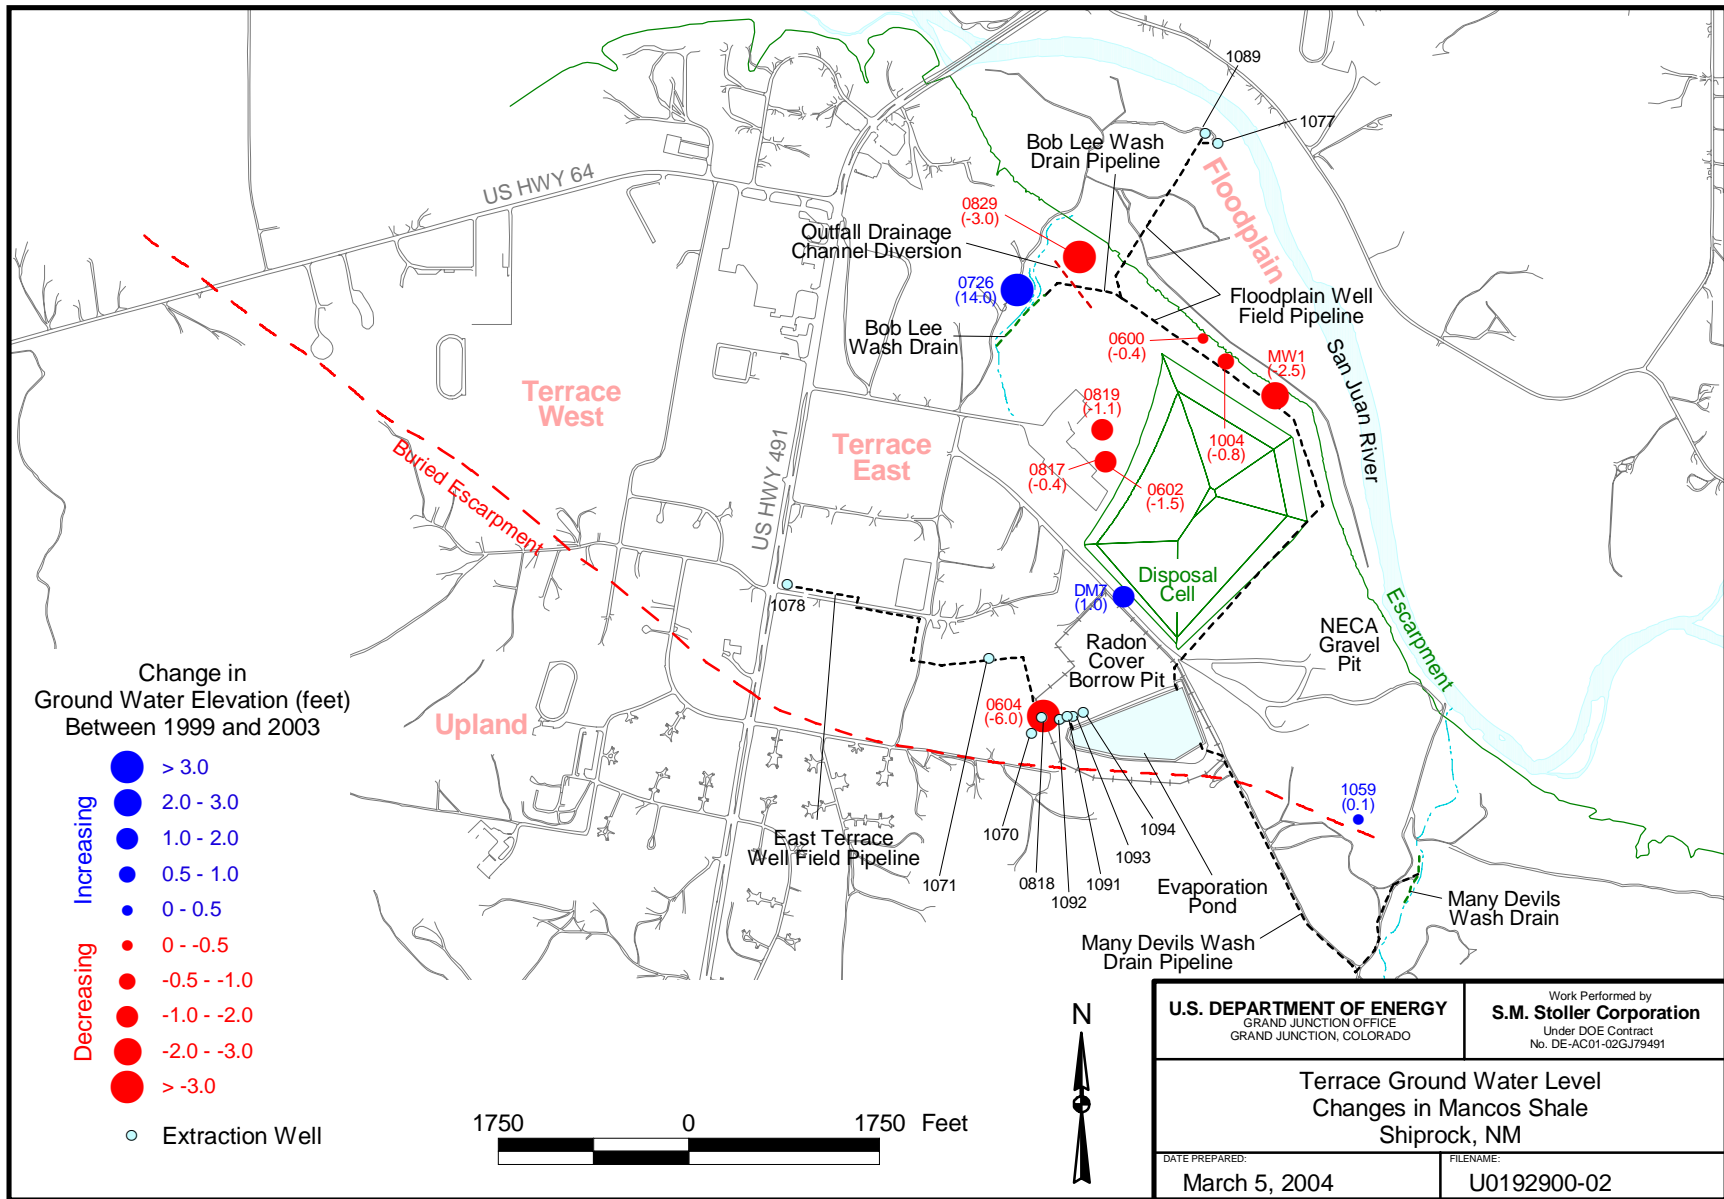 1089
1077
Bob Lee Wash
Drain Pipeline
Floodplain
US HWY 64
0829
(-3.0)
Outfall Drainage
Channel Diversion
0726
(14.0)
Floodplain Well
Field Pipeline
Bob Lee
Wash Drain
0600
(-0.4)
MW1
(-2.5)
San Juan River
Terrace
West
0819
(-1.1)
1004
(-0.8)
Terrace
East
Buried Escarpment
US HWY 491
0817
(-0.4)
0602
(-1.5)
Disposal
Cell
DM7
(1.0)
1078
Escarpment
NECA
Gravel
Pit
Radon
Cover
Borrow Pit
Upland
0604
(-6.0)
1059
(0.1)
East Terrace
Well Field Pipeline
1070
1094
1093
1071
0818
1091
1092
Evaporation
Pond
Many Devils
Wash Drain
Many Devils Wash
Drain Pipeline
Change in
Ground Water Elevation (feet)
Between 1999 and 2003
Increasing
> 3.0
2.0 - 3.0
1.0 - 2.0
0.5 - 1.0
0 - 0.5
Decreasing
0 - -0.5
-0.5 - -1.0
-1.0 - -2.0
-2.0 - -3.0
> -3.0
Extraction Well
1750 0 1750 Feet
N
U.S. DEPARTMENT OF ENERGY
GRAND JUNCTION OFFICE
GRAND JUNCTION, COLORADO
Work Performed by
S.M. Stoller Corporation
Under DOE Contract
No. DE-AC01-02GJ79491
Terrace Ground Water Level
Changes in Mancos Shale
Shiprock, NM
DATE PREPARED:
March 5, 2004
FILENAME:
U0192900-02